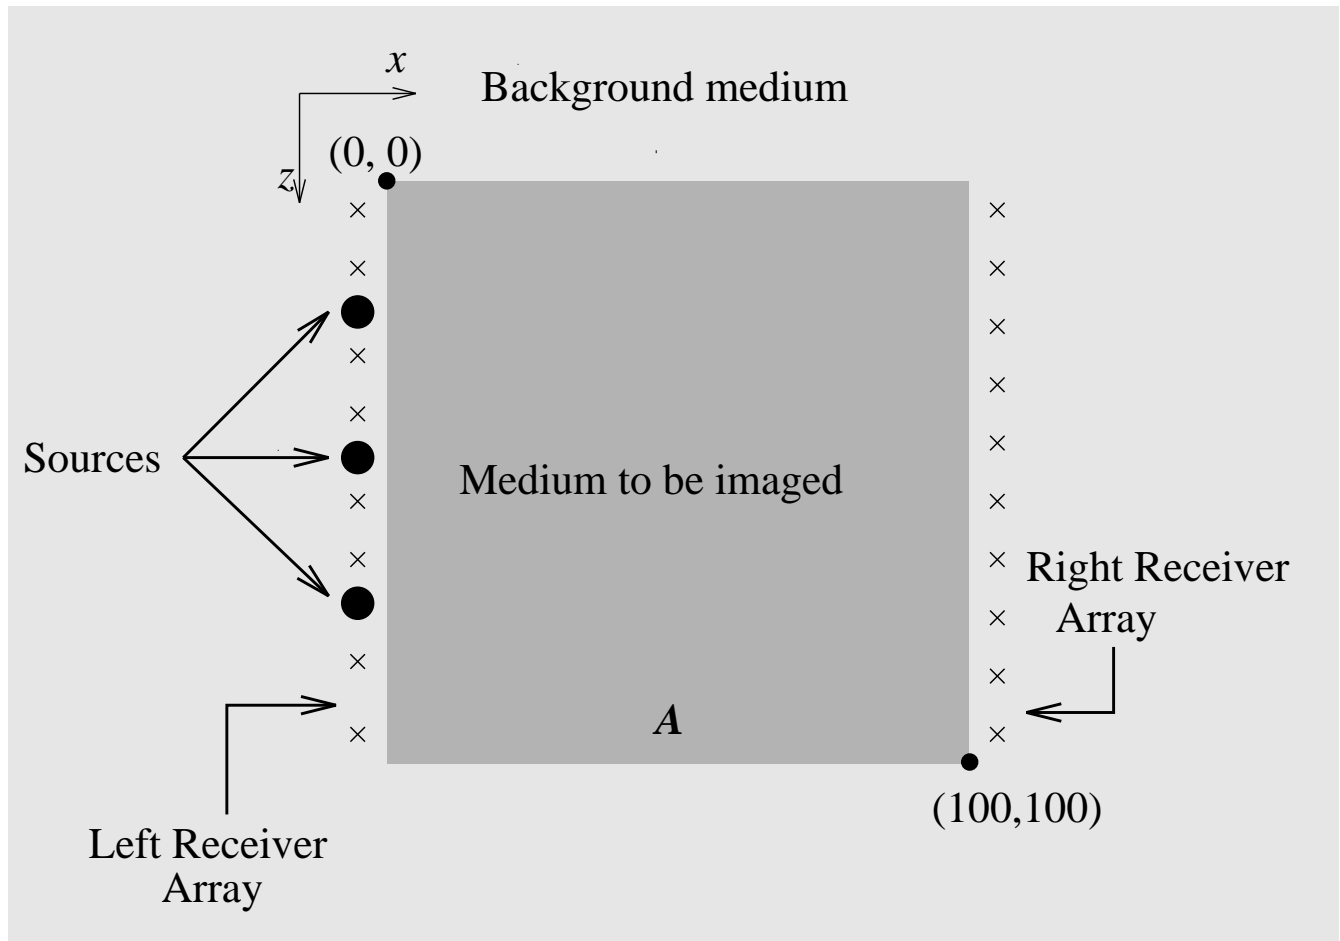 x
Background medium
(0, 0)
z
Sources
Medium to be imaged
Right Receiver
Array
A
(100,100)
Left Receiver
Array